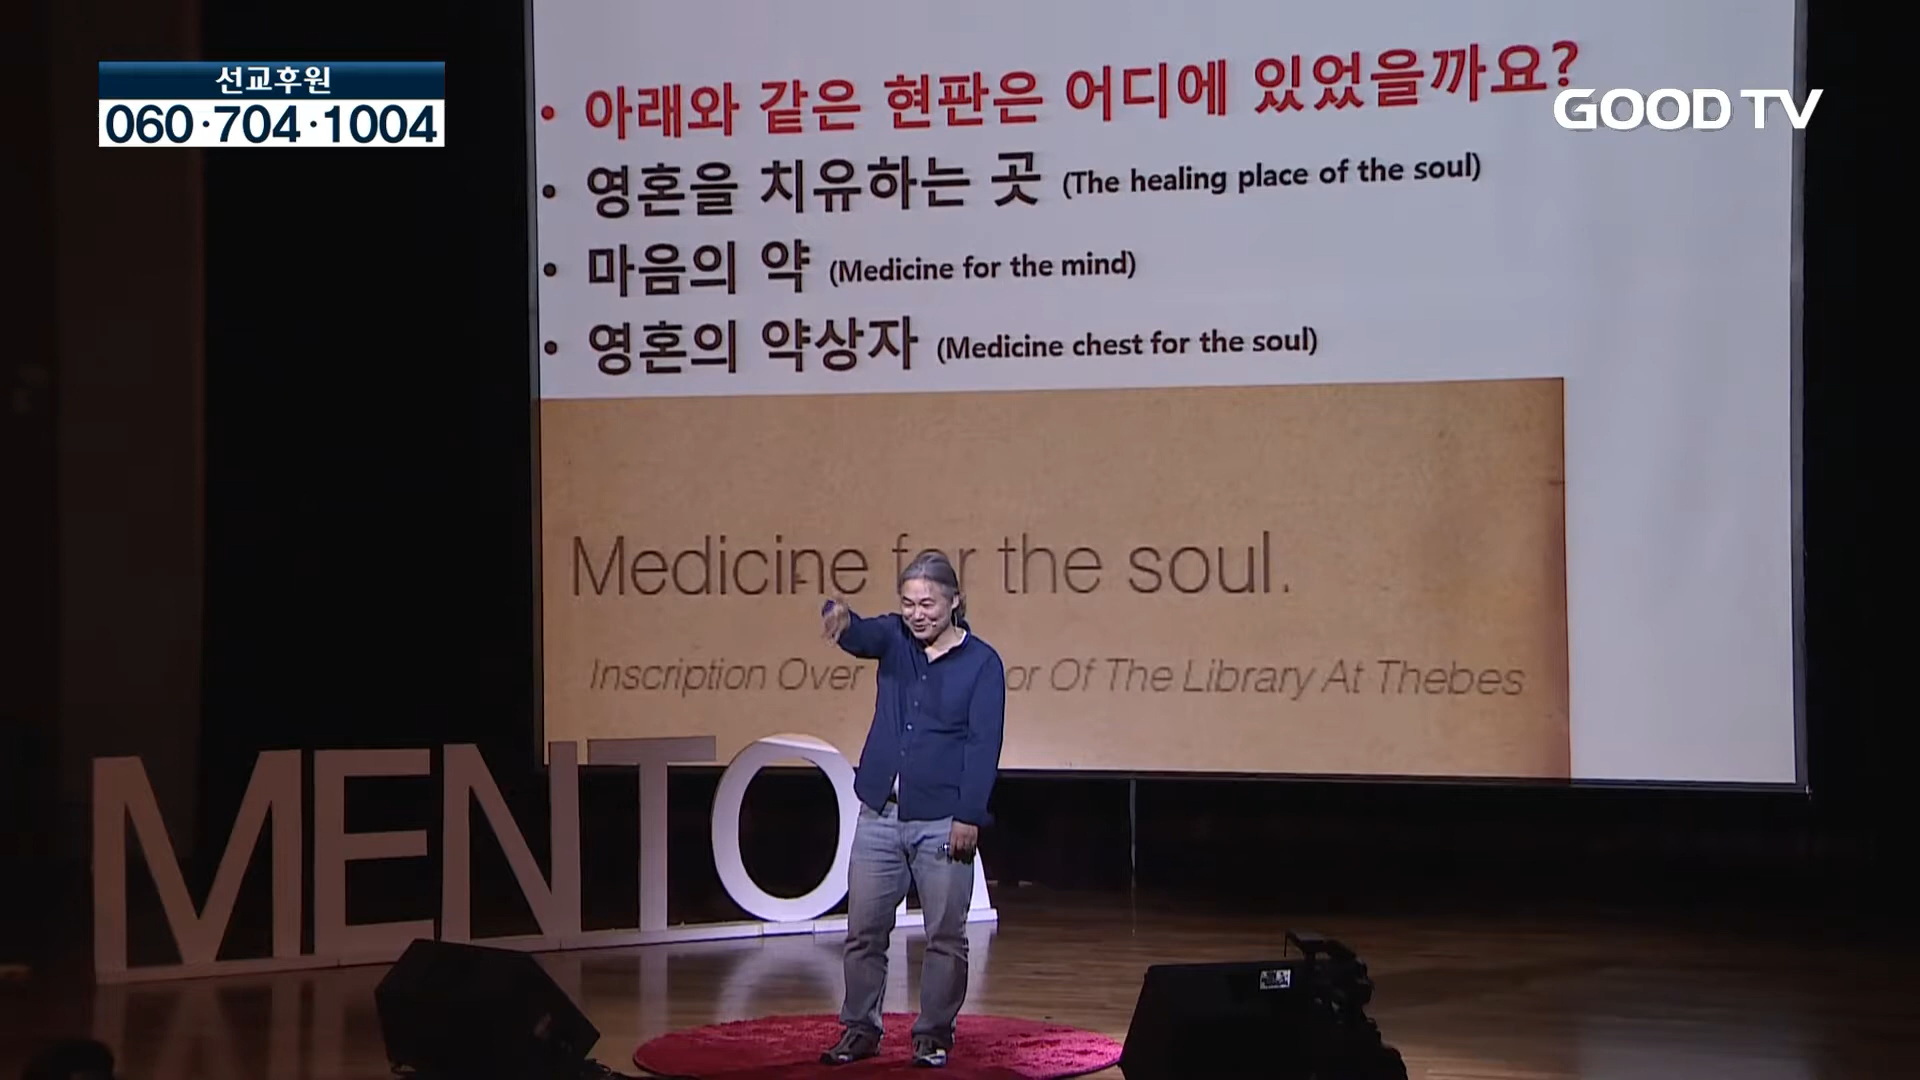 선교후원
060·704·1004
GOOD TV
• 아래와 같은 현판은 어디에 있었을까요?
• 영혼을 치유하는 곳 (The healing place of the soul)
• 마음의 약 (Medicine for the mind)
• 영혼의 약상자 (Medicine chest for the soul)
Medicine for the soul.
Inscription Over Of The Library At Thebes
MENTOR